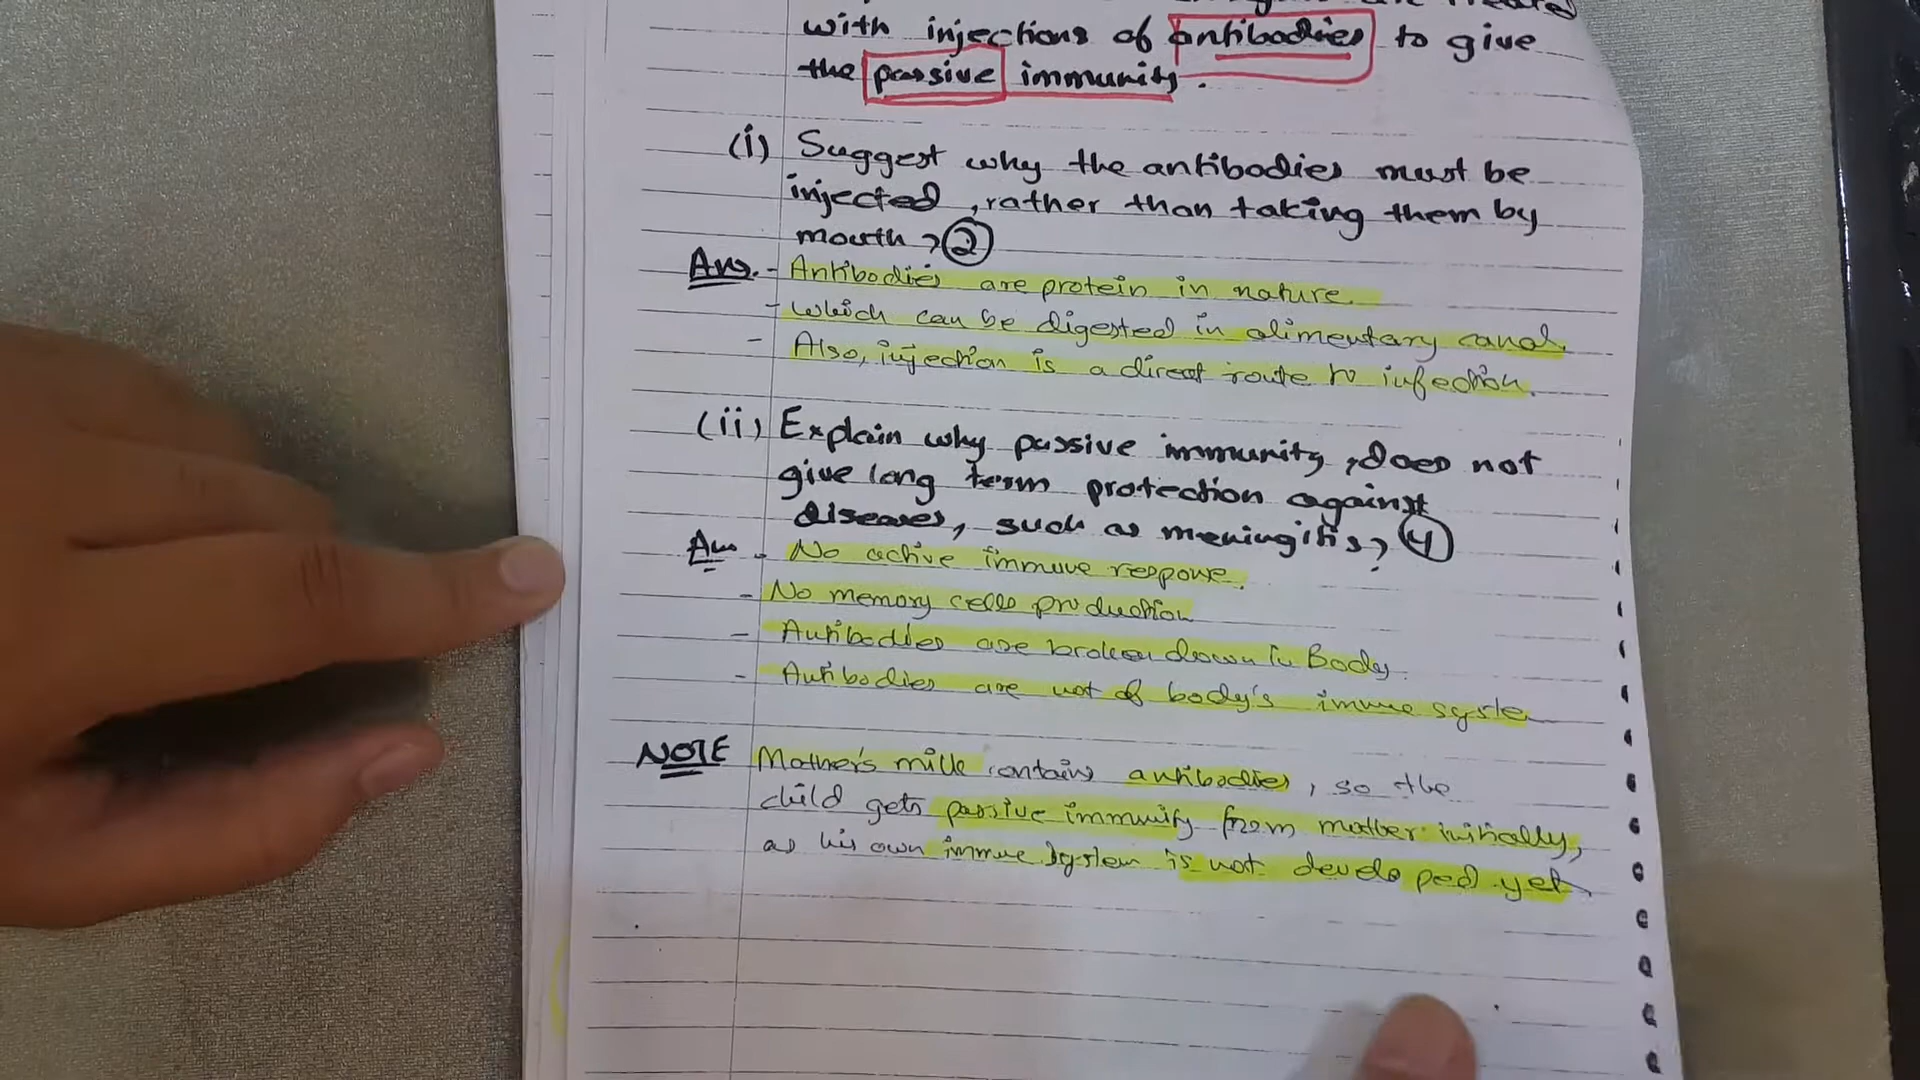 with injections of antibodies to give
the passive immunity.
(i) Suggest why the antibodies must be
injected, rather than taking them by
mouth? 2
Ans. - Antibodies are protein in nature.
- which can be digested in alimentary canal.
- Also, injection is a direct route to infection.
(ii) Explain why passive immunity, does not
give long term protection against
diseases, such as meningitis? 4
Ans - No active immune response.
- No memory cells production
- Antibodies are broken down in Body.
- Antibodies are not of body's immune system
NOTE Mother's milk contains antibodies, so the
child gets passive immunity from mother initially,
as his own immune system is not developed yet.